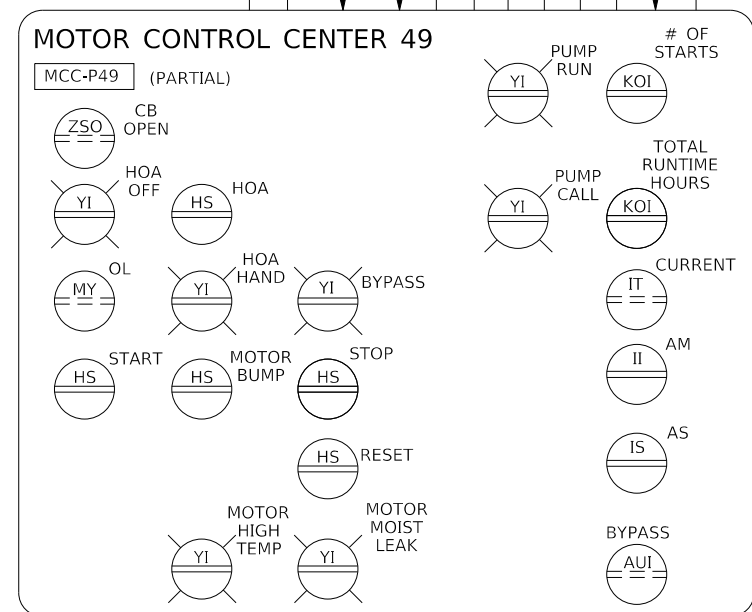 MOTOR CONTROL CENTER 49
MCC-P49 (PARTIAL)
ZSO
CB
OPEN
YI
HOA
OFF
HS
HOA
MY
OL
YI
HOA
HAND
YI
BYPASS
HS
START
HS
MOTOR
BUMP
HS
STOP
HS
RESET
YI
MOTOR
HIGH
TEMP
YI
MOTOR
MOIST
LEAK
YI
PUMP
RUN
KOI
# OF
STARTS
YI
PUMP
CALL
KOI
TOTAL
RUNTIME
HOURS
IT
CURRENT
II
AM
IS
AS
BYPASS
AUI